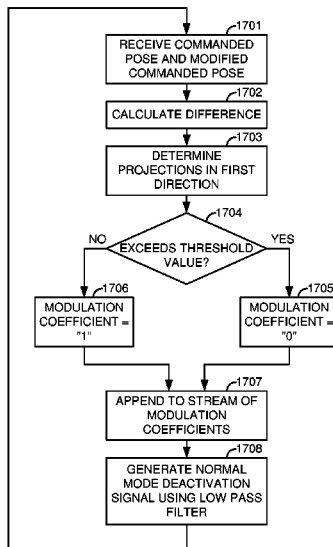 1701
RECEIVE COMMANDED
POSE AND MODIFIED
COMMANDED POSE
1702
CALCULATE DIFFERENCE
1703
DETERMINE
PROJECTIONS IN FIRST
DIRECTION
1704
NO
YES
EXCEEDS THRESHOLD
VALUE?
1706
MODULATION
COEFFICIENT =
"1"
1705
MODULATION
COEFFICIENT =
"0"
1707
APPEND TO STREAM OF
MODULATION
COEFFICIENTS
1708
GENERATE NORMAL
MODE DEACTIVATION
SIGNAL USING LOW PASS
FILTER